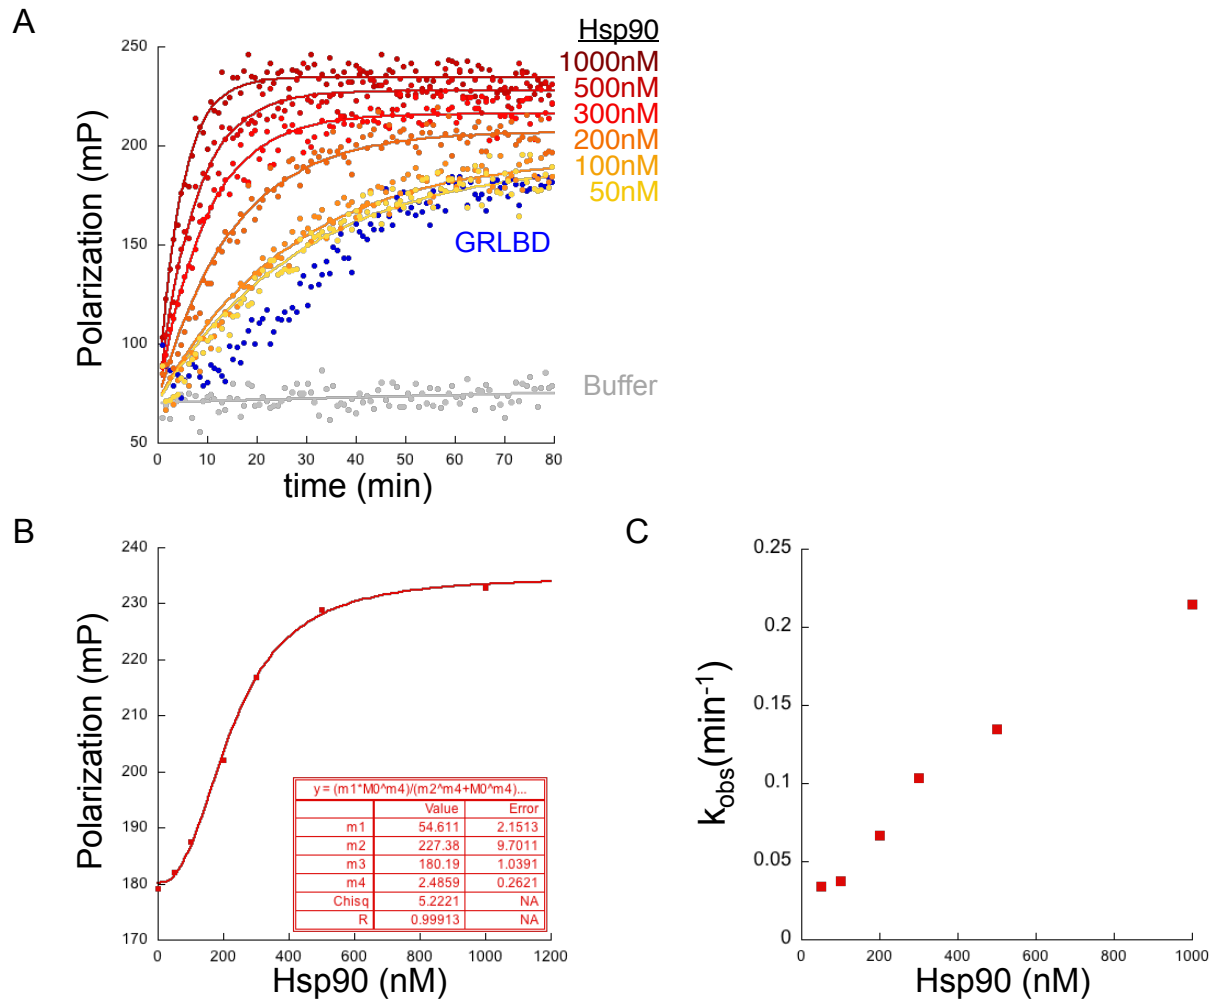 A
Hsp90
1000nM
500nM
300nM
200nM
100nM
50nM
GRLBD
Buffer
Polarization (mP)
250
200
150
100
50
0 10 20 30 40 50 60 70 80
time (min)
B
Polarization (mP)
240
230
220
210
200
190
180
170
0 200 400 600 800 1000 1200
Hsp90 (nM)
y = (m1*M0^m4)/(m2^m4+M0^m4)...
Value Error
m1 54.611 2.1513
m2 227.38 9.7011
m3 180.19 1.0391
m4 2.4859 0.2621
Chisq 5.2221 NA
R 0.99913 NA
C
kobs(min-1)
0.25
0.2
0.15
0.1
0.05
0
0 200 400 600 800 1000
Hsp90 (nM)